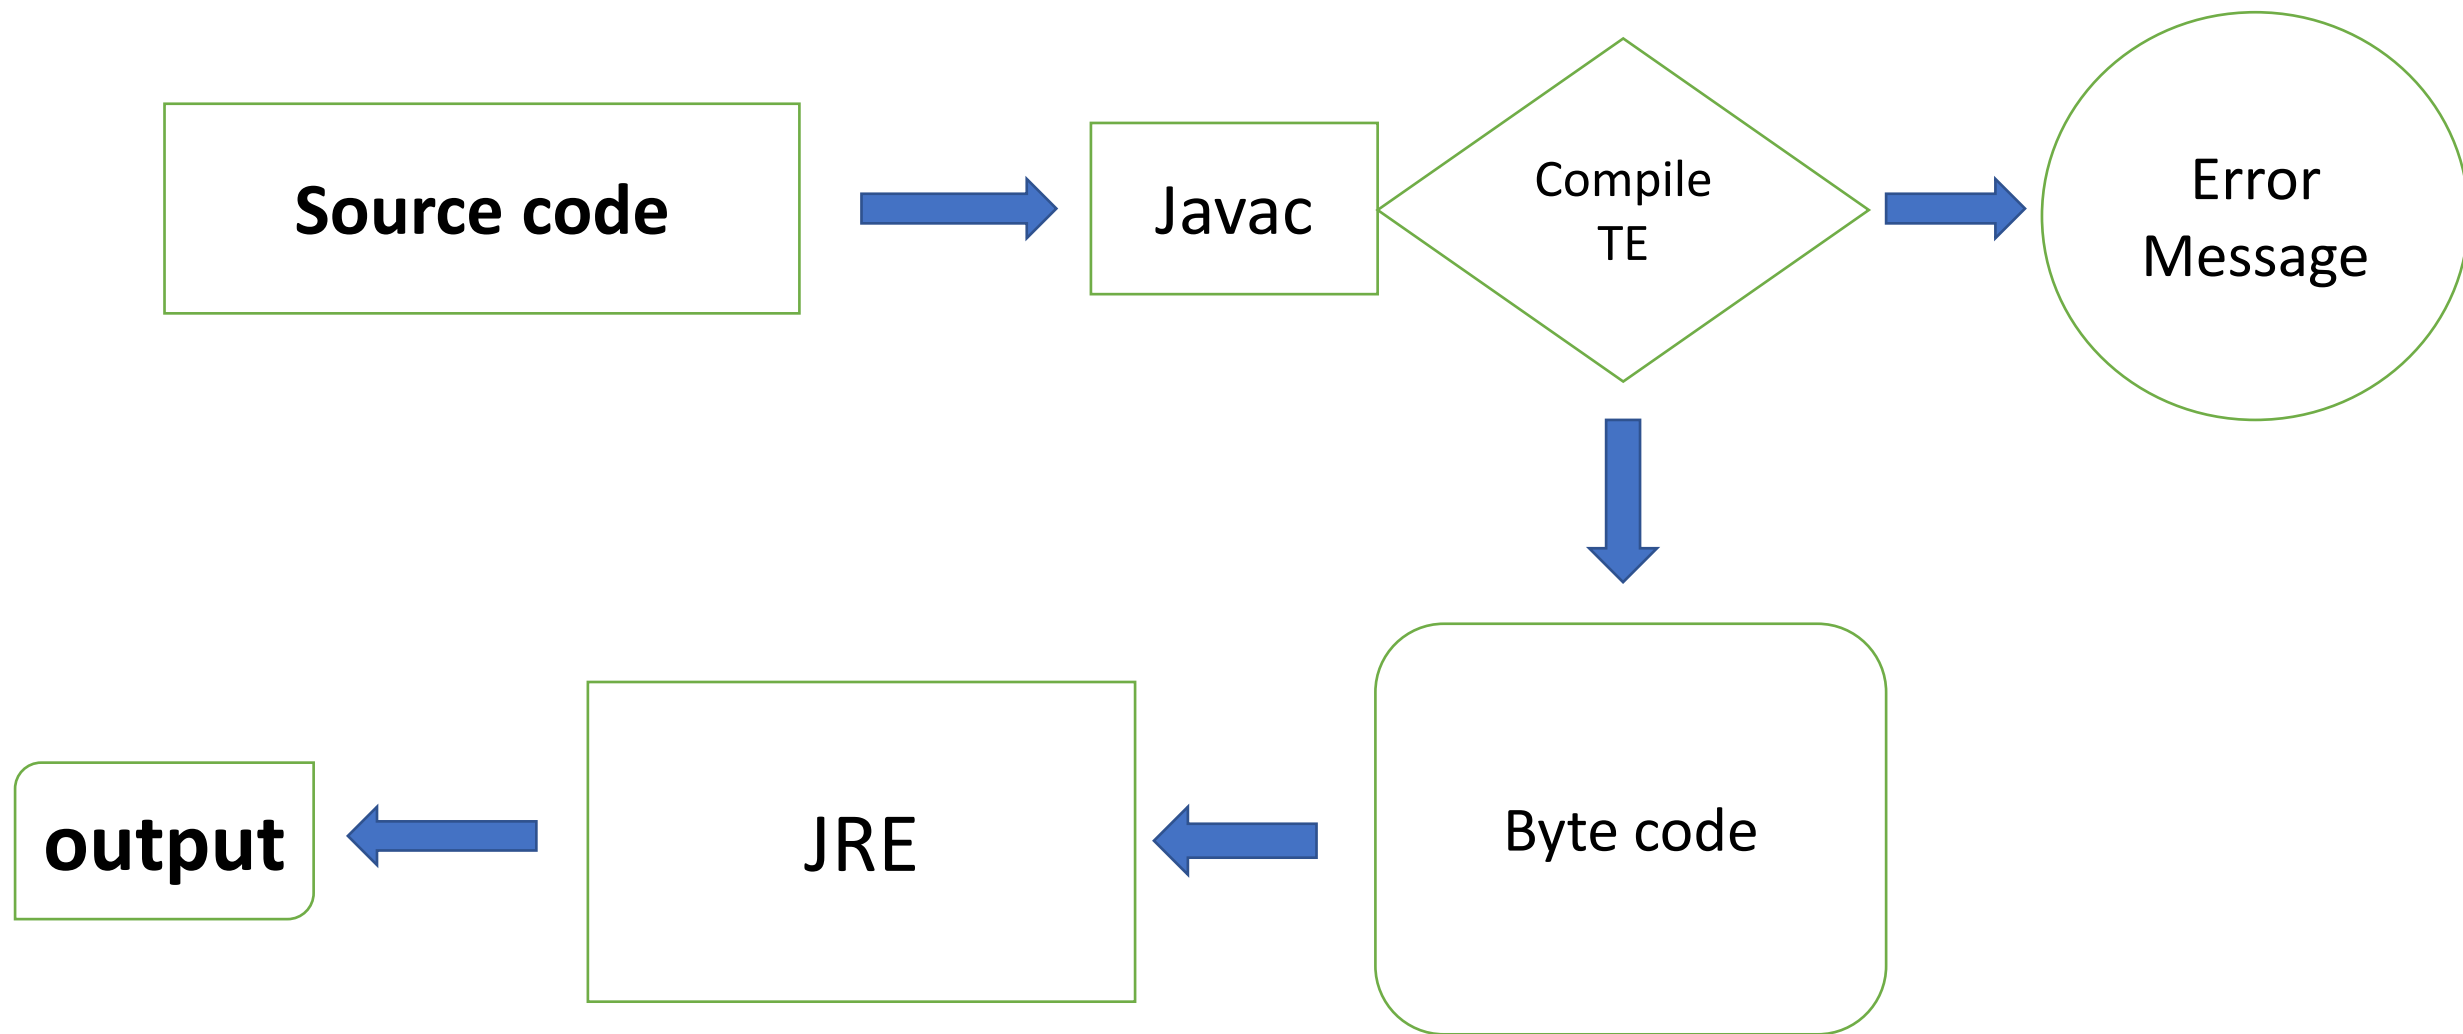 Source code
Javac
Compile
TE
Error
Message
output
JRE
Byte code